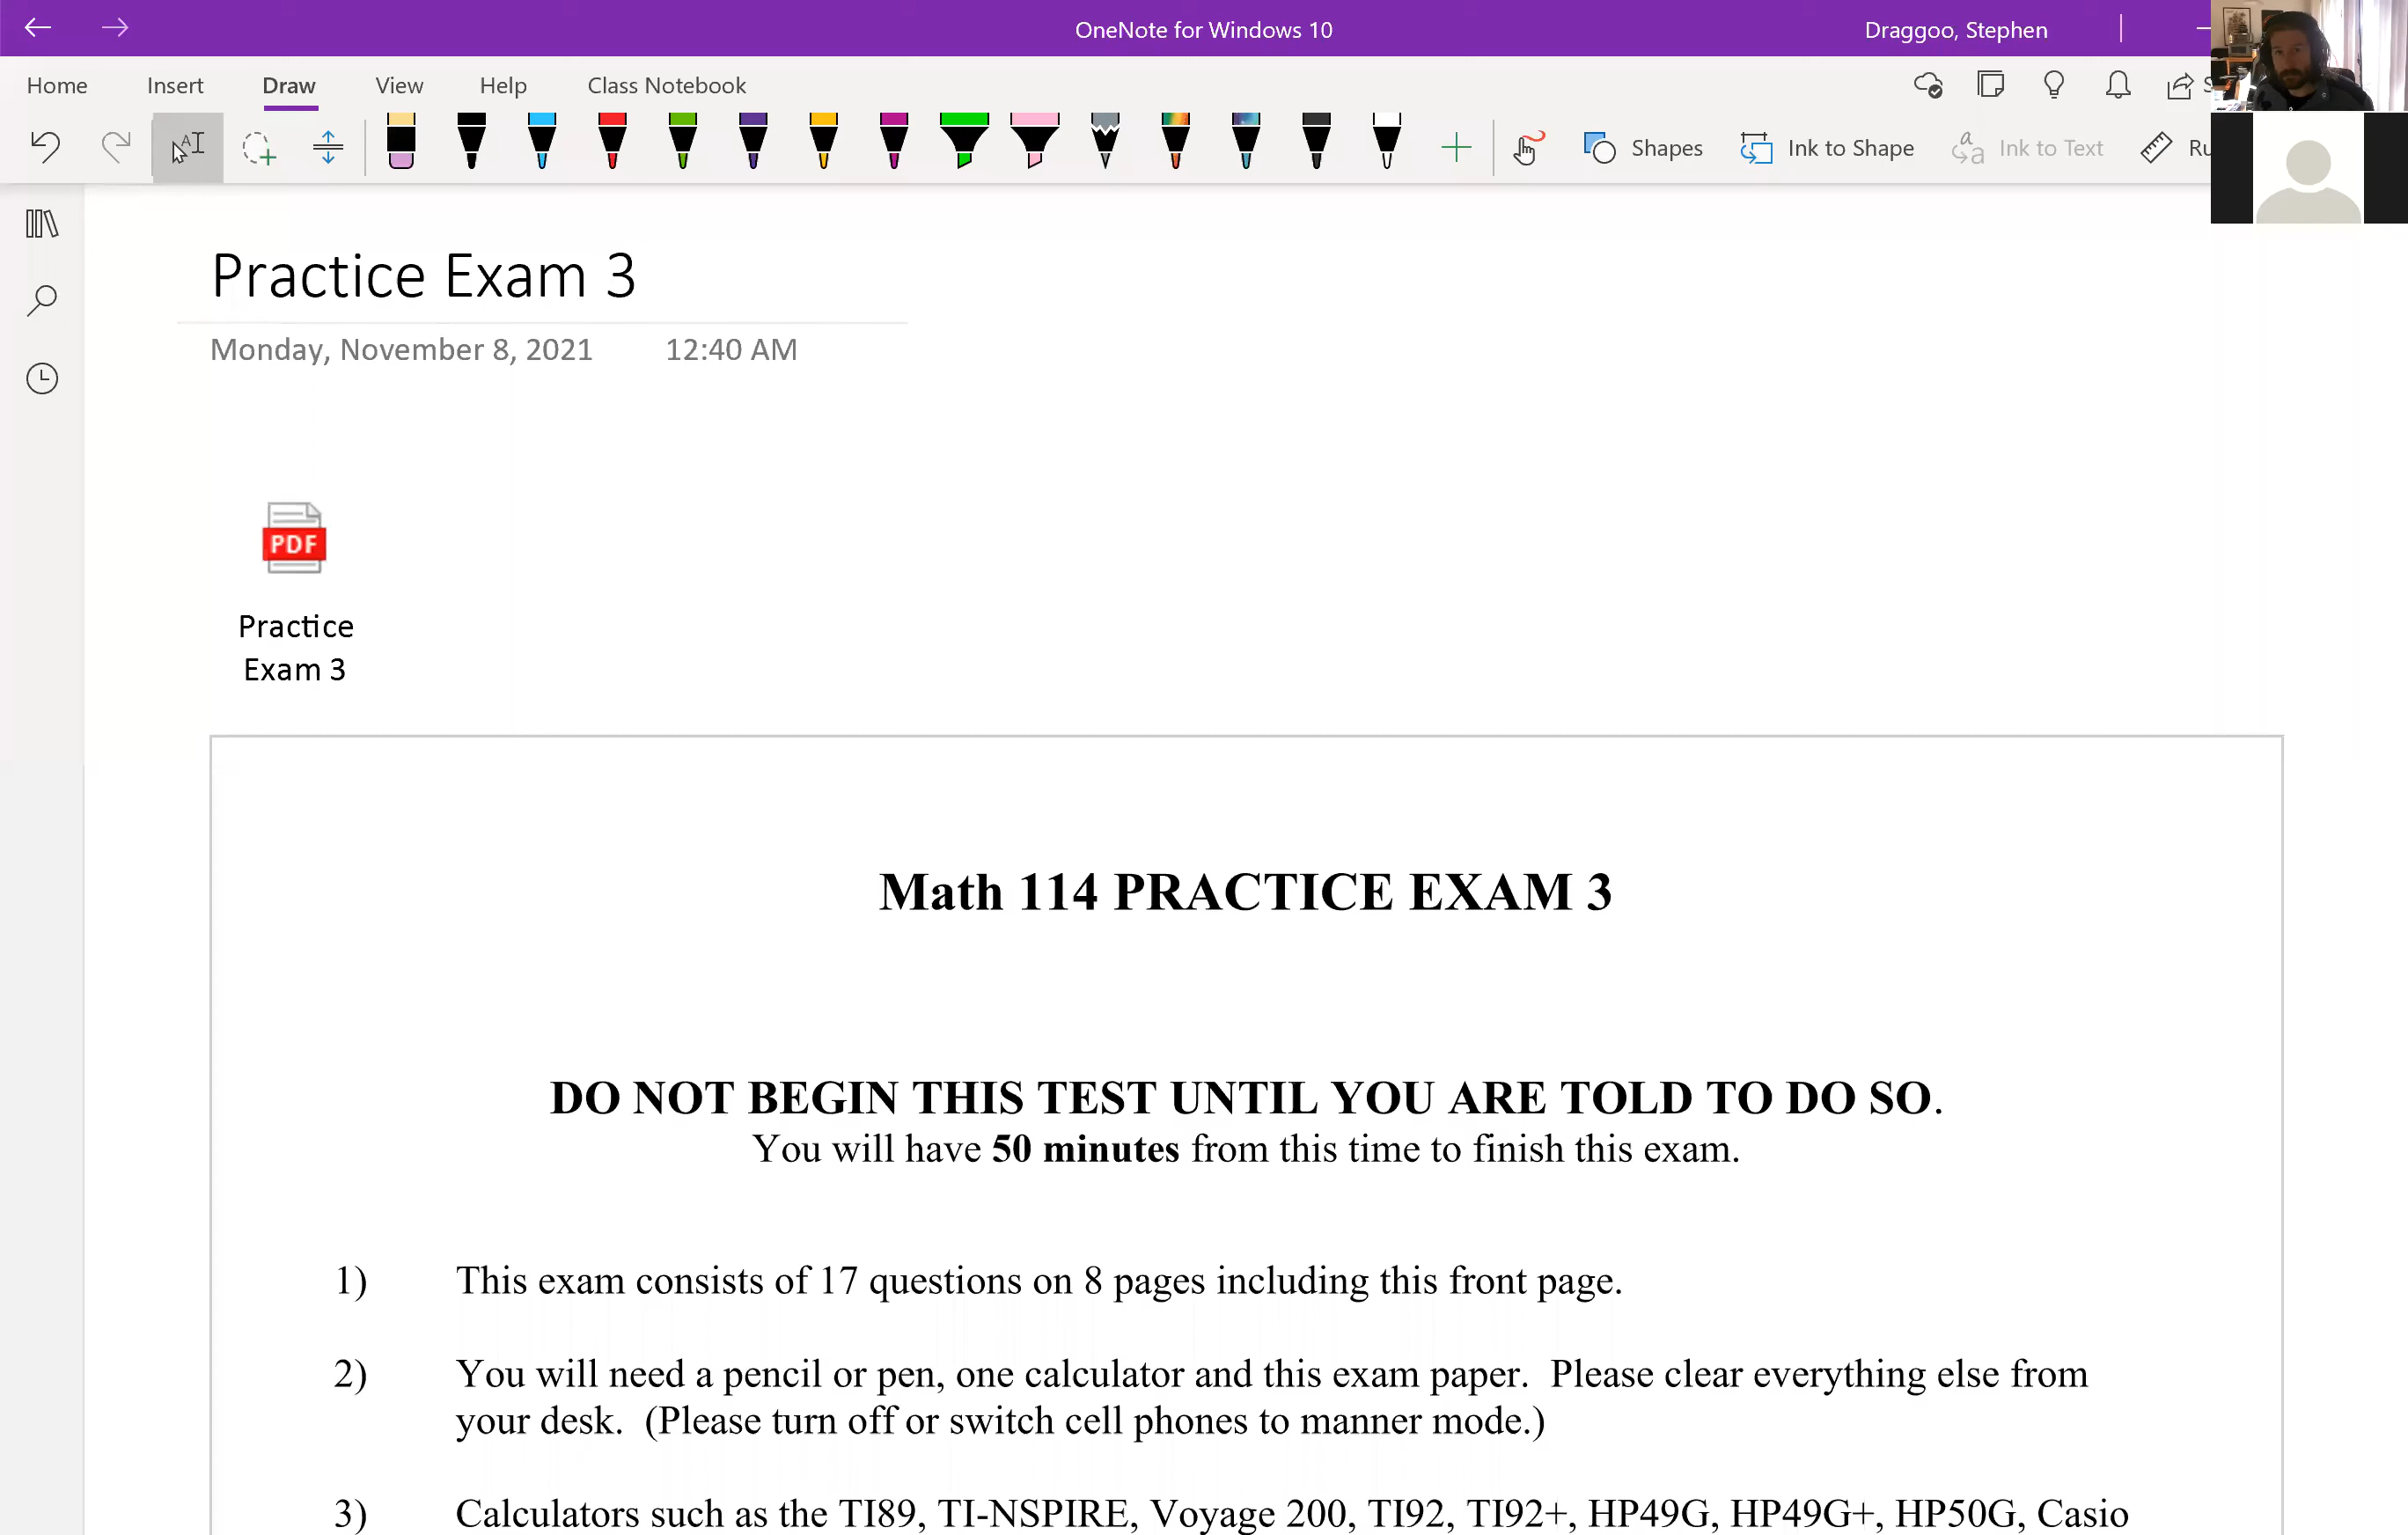 OneNote for Windows 10
Draggoo, Stephen
Home Insert Draw View Help Class Notebook
Shapes Ink to Shape Ink to Text
Practice Exam 3
Monday, November 8, 2021 12:40 AM
PDF
Practice
Exam 3
Math 114 PRACTICE EXAM 3
DO NOT BEGIN THIS TEST UNTIL YOU ARE TOLD TO DO SO.
You will have 50 minutes from this time to finish this exam.
1) This exam consists of 17 questions on 8 pages including this front page.
2) You will need a pencil or pen, one calculator and this exam paper. Please clear everything else from
your desk. (Please turn off or switch cell phones to manner mode.)
3) Calculators such as the TI89, TI-NSPIRE, Voyage 200, TI92, TI92+, HP49G, HP49G+, HP50G, Casio